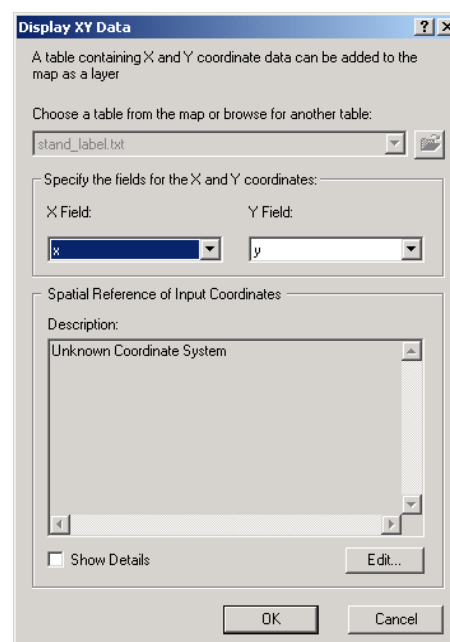 Display XY Data
A table containing X and Y coordinate data can be added to the
map as a layer
Choose a table from the map or browse for another table:
stand_label.txt
Specify the fields for the X and Y coordinates:
X Field:
Y Field:
x
y
Spatial Reference of Input Coordinates
Description:
Unknown Coordinate System
Show Details
Edit...
OK
Cancel